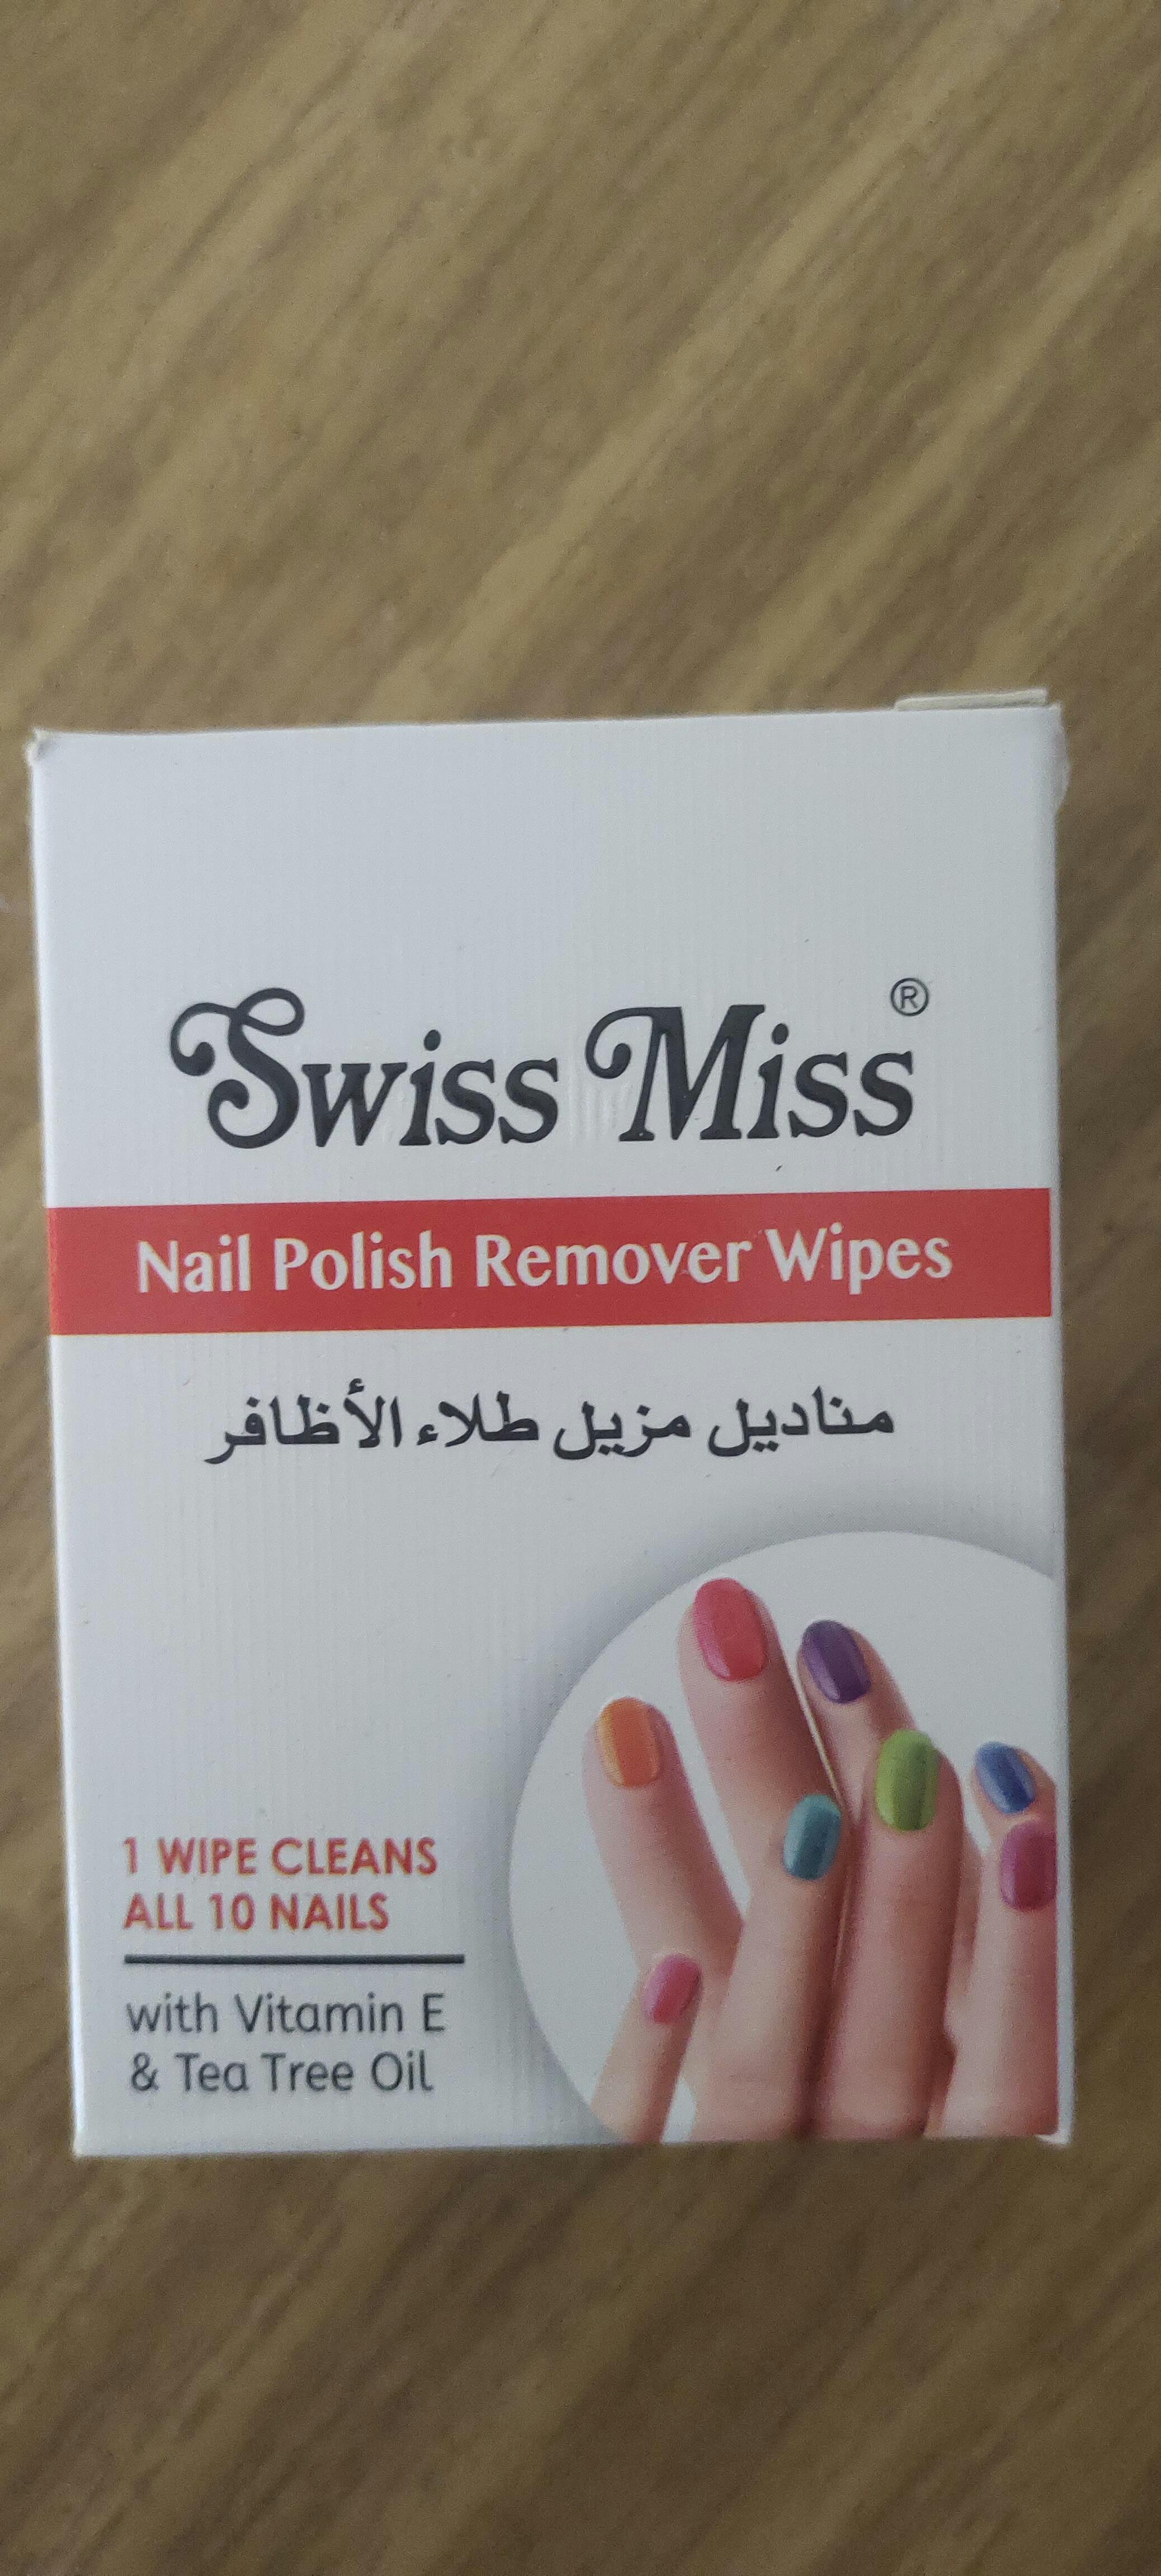 Swiss Miss®
Nail Polish Remover Wipes
مناديل مزيل طلاء الأظافر
1 WIPE CLEANS
ALL 10 NAILS
with Vitamin E
& Tea Tree Oil